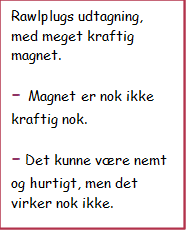 Rawlplugs udtagning,
med meget kraftig
magnet.
– Magnet er nok ikke
kraftig nok.
– Det kunne være nemt
og hurtigt, men det
virker nok ikke.